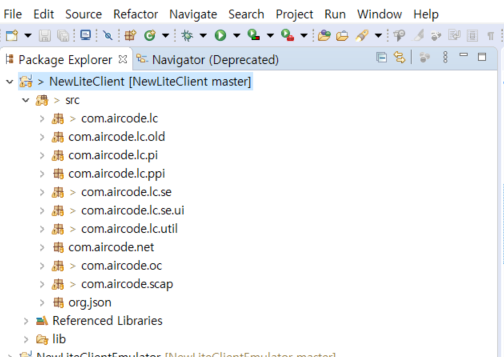 File Edit Source Refactor Navigate Search Project Run Window Help
Package Explorer Navigator (Deprecated)
> NewLiteClient [NewLiteClient master]
> src
> com.aircode.lc
com.aircode.lc.old
com.aircode.lc.pi
com.aircode.lc.ppi
> com.aircode.lc.se
> com.aircode.lc.se.ui
> com.aircode.lc.util
com.aircode.net
> com.aircode.oc
> com.aircode.scap
org.json
Referenced Libraries
lib
NewLiteClientEmulator [NewLiteClientEmulator master]